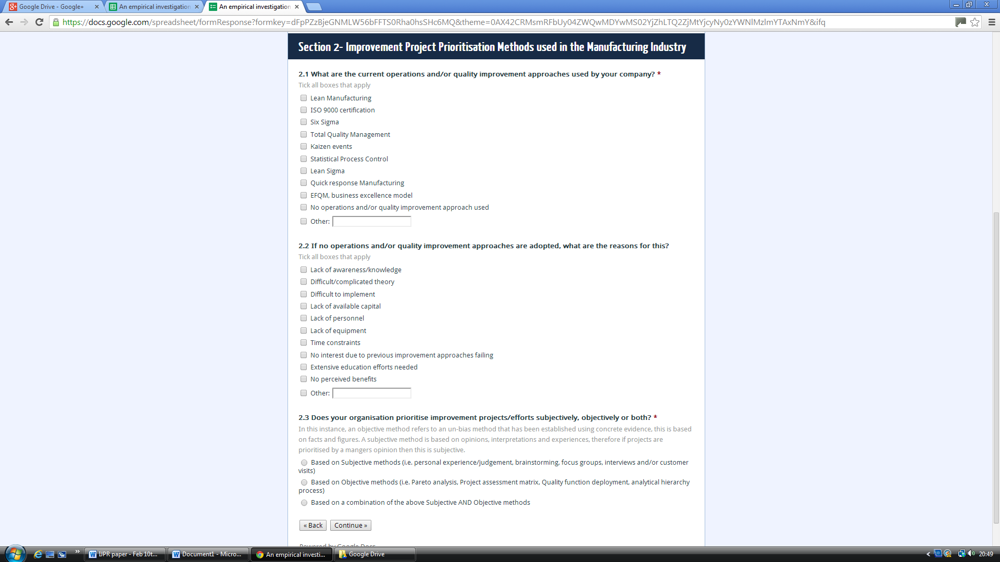 Google Drive - Google+
An empirical investigation
An empirical investigation
https://docs.google.com/spreadsheet/formResponse?formkey=dFpPZzBjeGNMLW56bFFTS0Rha0hsSHc6MQ&theme=0AX42CRMsmRFbUy04ZWQwMDYwMS02YjZhLTQ2ZjMtYjcyNy0zYWNlMzlmYTAxNmY&ifq
Section 2- Improvement Project Prioritisation Methods used in the Manufacturing Industry
2.1 What are the current operations and/or quality improvement approaches used by your company? *
Tick all boxes that apply
Lean Manufacturing
ISO 9000 certification
Six Sigma
Total Quality Management
Kaizen events
Statistical Process Control
Lean Sigma
Quick response Manufacturing
EFQM, business excellence model
No operations and/or quality improvement approach used
Other:
2.2 If no operations and/or quality improvement approaches are adopted, what are the reasons for this?
Tick all boxes that apply
Lack of awareness/knowledge
Difficult/complicated theory
Difficult to implement
Lack of available capital
Lack of personnel
Lack of equipment
Time constraints
No interest due to previous improvement approaches failing
Extensive education efforts needed
No perceived benefits
Other:
2.3 Does your organisation prioritise improvement projects/efforts subjectively, objectively or both? *
In this instance, an objective method refers to an un-bias method that has been established using concrete evidence, this is based
on facts and figures. A subjective method is based on opinions, interpretations and experiences, therefore if projects are
prioritised by a mangers opinion then this is subjective.
Based on Subjective methods (i.e. personal experience/judgement, brainstorming, focus groups, interviews and/or customer
visits)
Based on Objective methods (i.e. Pareto analysis, Project assessment matrix, Quality function deployment, analytical hierarchy
process)
Based on a combination of the above Subjective AND Objective methods
« Back
Continue »
Powered by Google Docs
IJPR paper - Feb 10t...
Document1 - Micro...
An empirical investi...
Google Drive
20:49